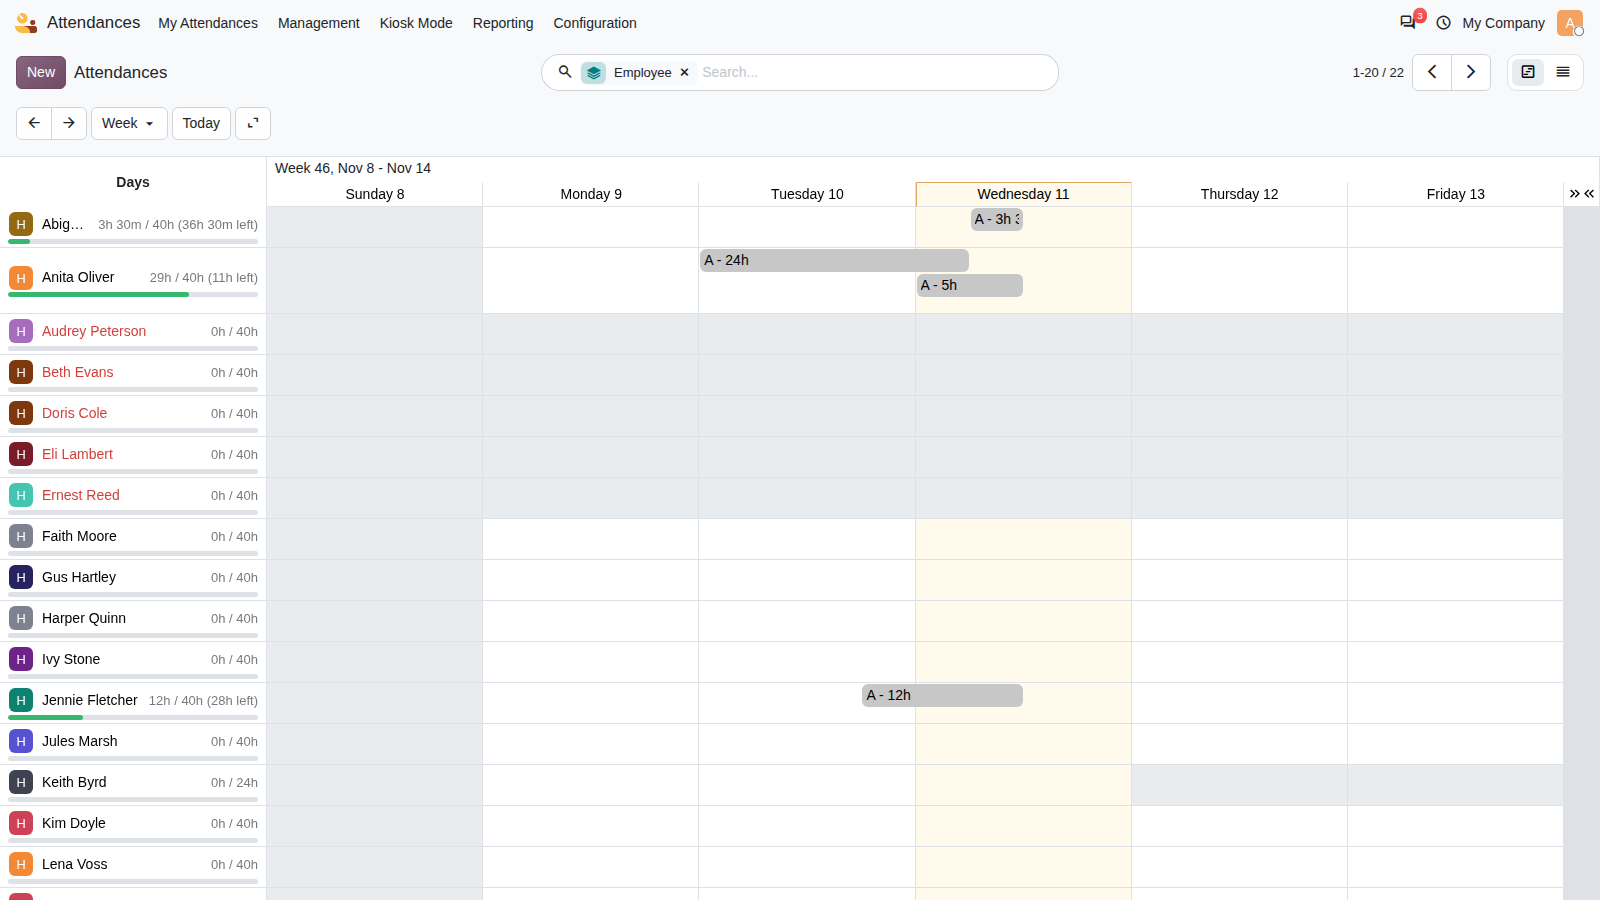 Attendances My Attendances Management Kiosk Mode Reporting Configuration 3 My Company A
New Attendances Employee Search... 1-20 / 22
Week Today
Days
Week 46, Nov 8 - Nov 14
Sunday 8 Monday 9 Tuesday 10 Wednesday 11 Thursday 12 Friday 13
H Abig... 3h 30m / 40h (36h 30m left) A - 3h
H Anita Oliver 29h / 40h (11h left)
A - 24h
A - 5h
H Audrey Peterson 0h / 40h
H Beth Evans 0h / 40h
H Doris Cole 0h / 40h
H Eli Lambert 0h / 40h
H Ernest Reed 0h / 40h
H Faith Moore 0h / 40h
H Gus Hartley 0h / 40h
H Harper Quinn 0h / 40h
H Ivy Stone 0h / 40h
H Jennie Fletcher 12h / 40h (28h left) A - 12h
H Jules Marsh 0h / 40h
H Keith Byrd 0h / 24h
H Kim Doyle 0h / 40h
H Lena Voss 0h / 40h